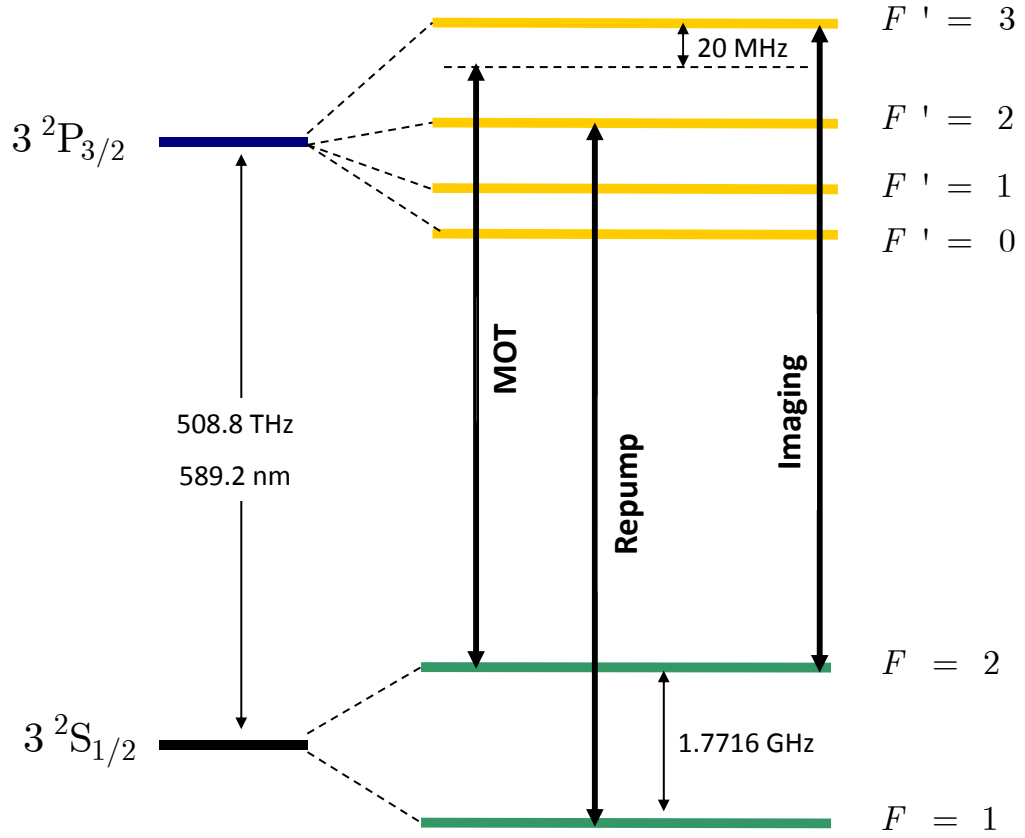 F ' = 3
20 MHz
3 ²P₃/₂
F ' = 2
F ' = 1
F ' = 0
MOT
Imaging
508.8 THz
589.2 nm
Repump
F = 2
3 ²S₁/₂
1.7716 GHz
F = 1